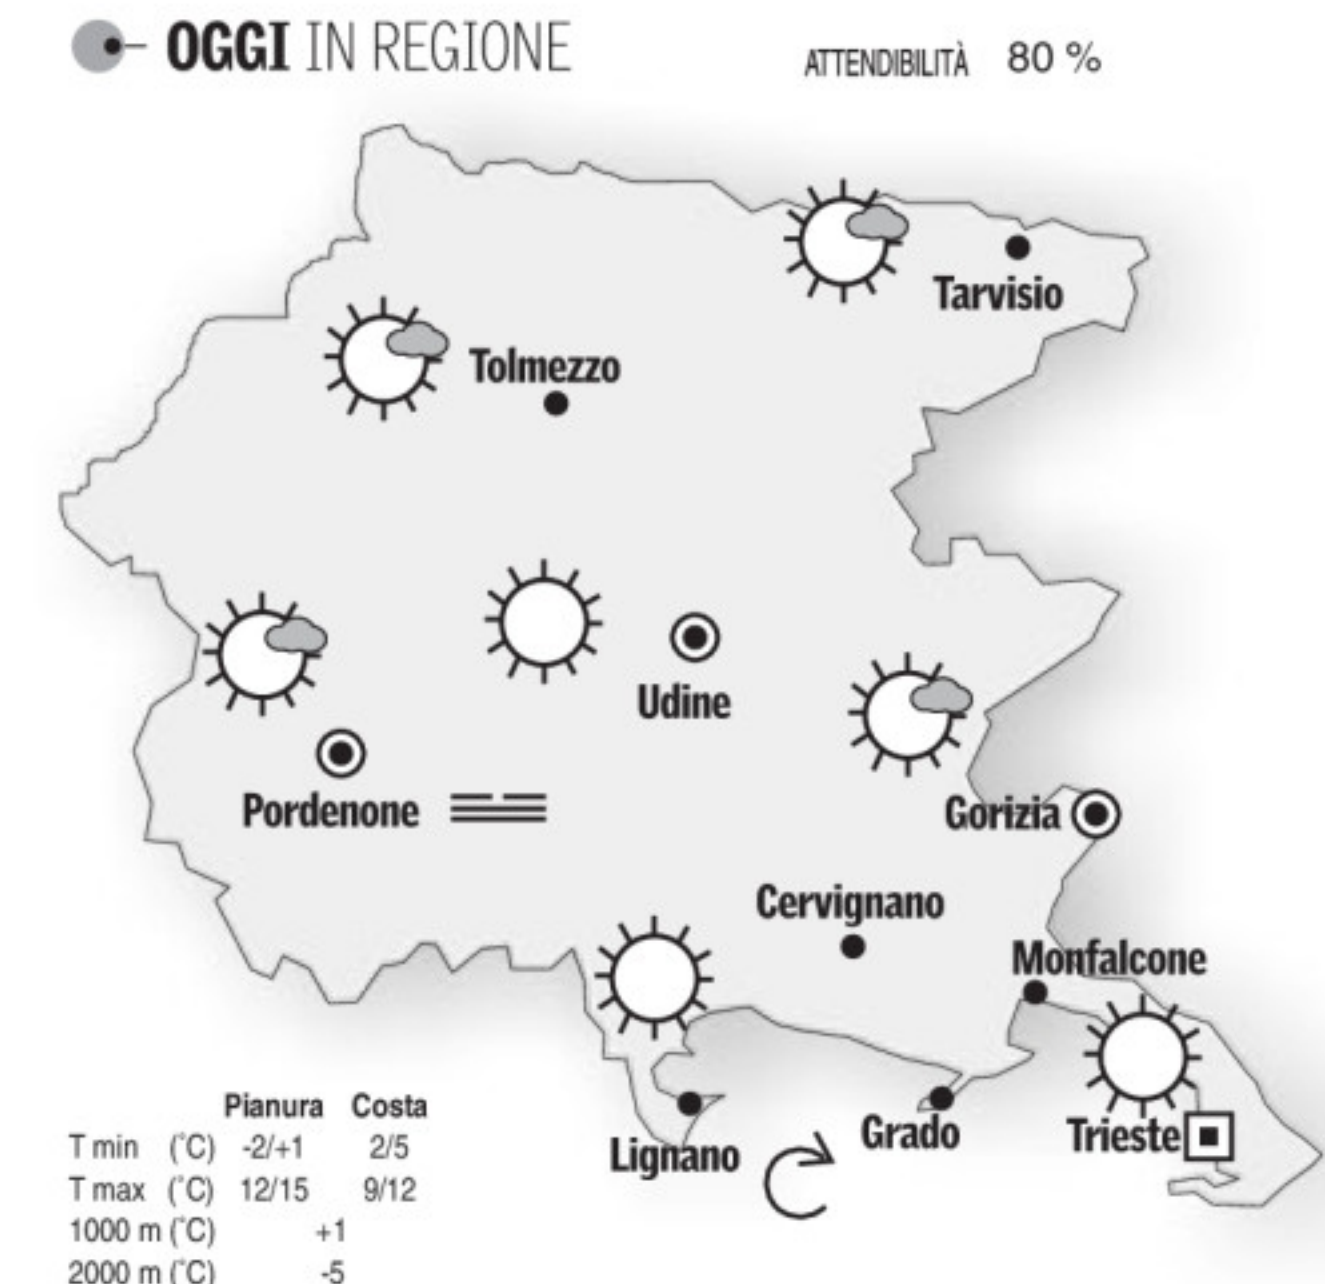 OGGI IN REGIONE
ATTENDIBILITÀ 80 %
Tarvisio
Tolmezzo
Udine
Pordenone
Gorizia
Cervignano
Monfalcone
Lignano
Grado
Trieste
Pianura Costa
T min (°C) -2/+1 2/5
T max (°C) 12/15 9/12
1000 m (°C) +1
2000 m (°C) -5